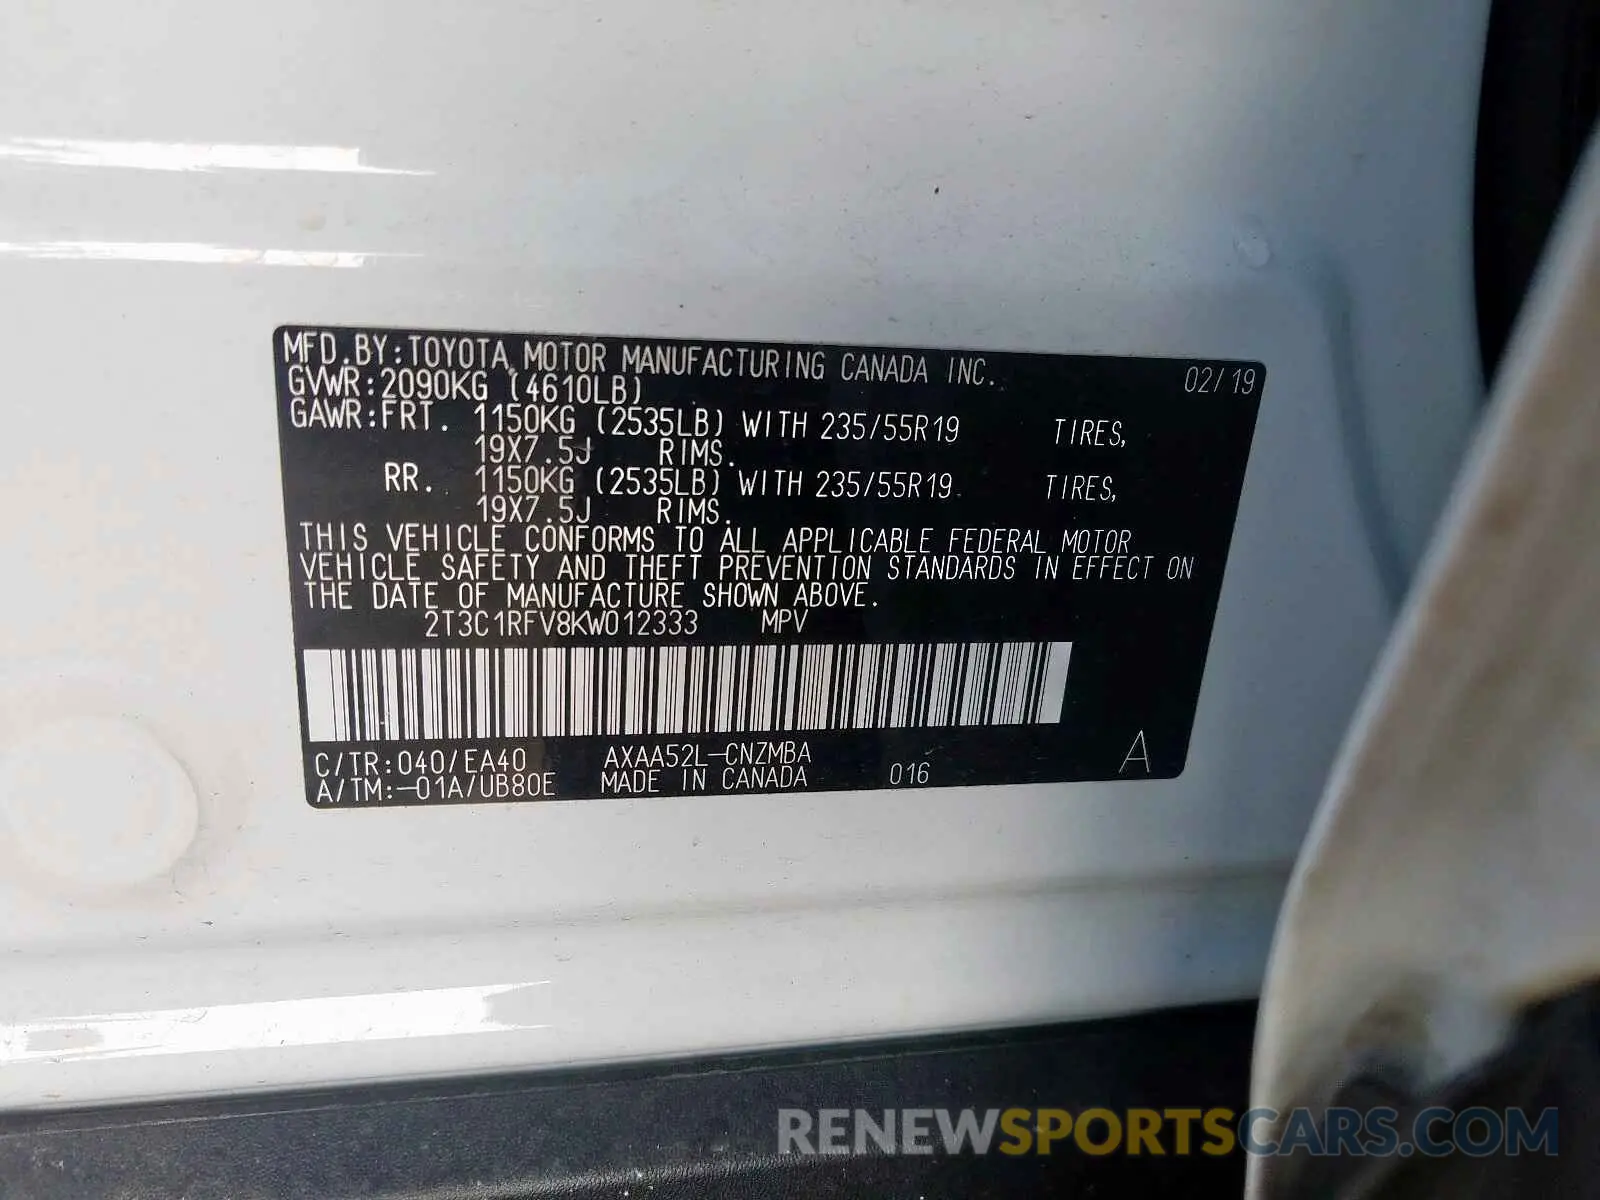 MFD.BY:TOYOTA MOTOR MANUFACTURING CANADA INC. 02/19
GVWR:2090KG (4610LB)
GAWR:FRT. 1150KG (2535LB) WITH 235/55R19 TIRES,
19X7.5J RIMS.
RR. 1150KG (2535LB) WITH 235/55R19 TIRES,
19X7.5J RIMS.
THIS VEHICLE CONFORMS TO ALL APPLICABLE FEDERAL MOTOR
VEHICLE SAFETY AND THEFT PREVENTION STANDARDS IN EFFECT ON
THE DATE OF MANUFACTURE SHOWN ABOVE.
2T3C1RFV8KW012333 MPV
C/TR:040/EA40 AXAA52L-CNZMBA A
A/TM:-01A/UB80E MADE IN CANADA 016
RENEWSPORTSCARS.COM